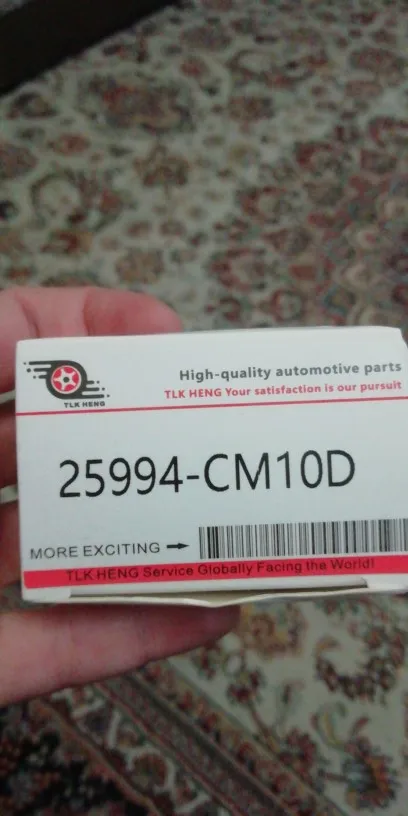 TLK HENG
High-quality automotive parts
TLK HENG Your satisfaction is our pursuit
25994-CM10D
MORE EXCITING →
TLK HENG Service Globally Facing the World!